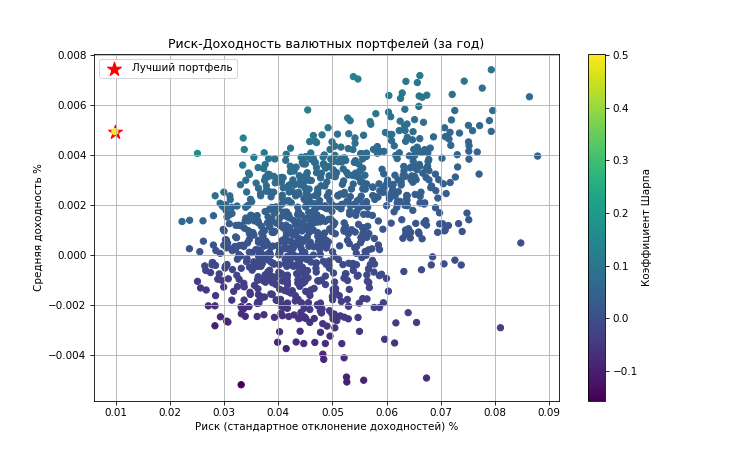 Риск-Доходность валютных портфелей (за год)
Лучший портфель
0.008
0.006
0.004
0.002
0.000
−0.002
−0.004
Средняя доходность %
0.01 0.02 0.03 0.04 0.05 0.06 0.07 0.08 0.09
Риск (стандартное отклонение доходностей) %
0.5
0.4
0.3
0.2
0.1
0.0
−0.1
Коэффициент Шарпа